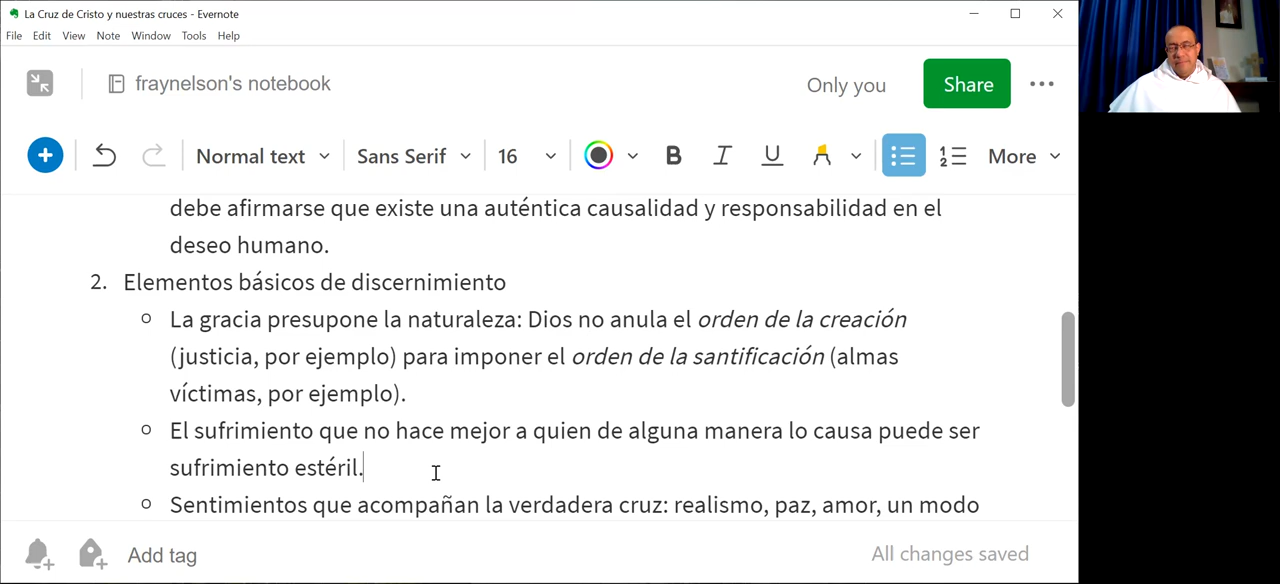 La Cruz de Cristo y nuestras cruces - Evernote
File Edit View Note Window Tools Help
fraynelson's notebook
Only you
Share
Normal text
Sans Serif
16
B I U
More
debe afirmarse que existe una auténtica causalidad y responsabilidad en el
deseo humano.
2. Elementos básicos de discernimiento
La gracia presupone la naturaleza: Dios no anula el orden de la creación
(justicia, por ejemplo) para imponer el orden de la santificación (almas
víctimas, por ejemplo).
El sufrimiento que no hace mejor a quien de alguna manera lo causa puede ser
sufrimiento estéril.
Sentimientos que acompañan la verdadera cruz: realismo, paz, amor, un modo
Add tag
All changes saved